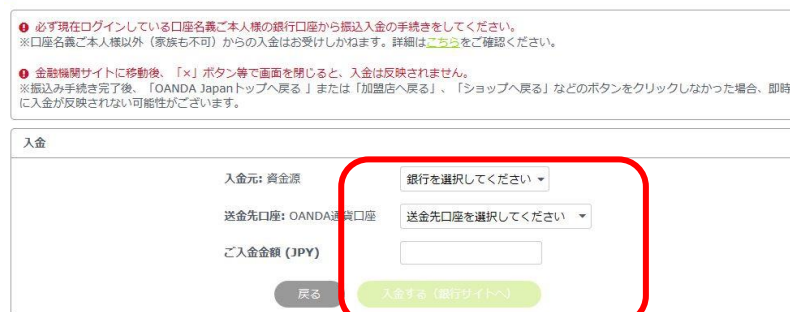 必ず現在ログインしている口座名義ご本人様の銀行口座から振込入金の手続きをしてください。
※口座名義ご本人様以外（家族も不可）からの入金はお受けしかねます。詳細はこちらをご確認ください。
金融機関サイトに移動後、「×」ボタン等で画面を閉じると、入金は反映されません。
※振込み手続き完了後、「OANDA Japanトップへ戻る 」または「加盟店へ戻る」、「ショップへ戻る」などのボタンをクリックしなかった場合、即時
に入金が反映されない可能性がございます。
入金
入金元: 資金源 銀行を選択してください
送金先口座: OANDA通貨口座 送金先口座を選択してください
ご入金金額 (JPY)
戻る 入金する（銀行サイトへ）